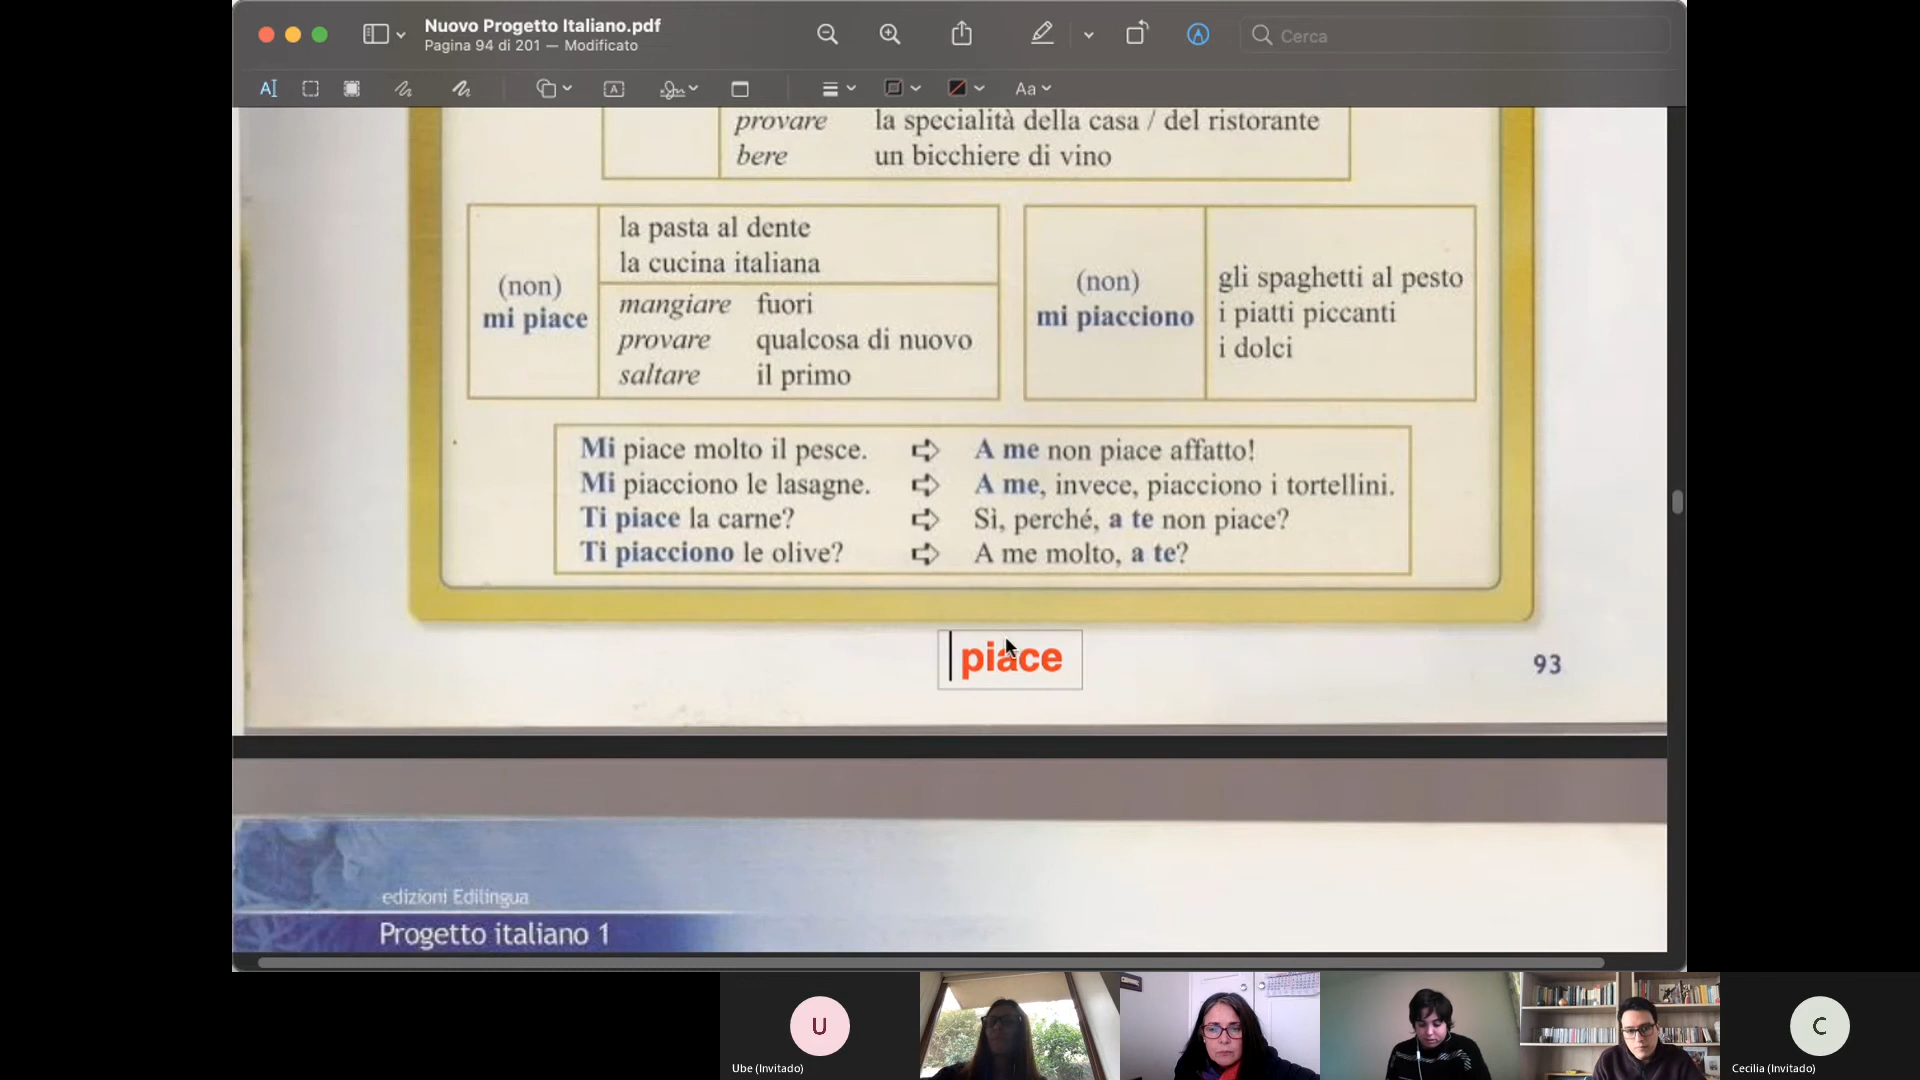 Nuovo Progetto Italiano.pdf
Pagina 94 di 201 — Modificato
Cerca
A
A
Aa
provare la specialità della casa / del ristorante
bere un bicchiere di vino
(non)
mi piace
la pasta al dente
la cucina italiana
mangiare fuori
provare qualcosa di nuovo
saltare il primo
(non)
mi piacciono
gli spaghetti al pesto
i piatti piccanti
i dolci
Mi piace molto il pesce. ➪ A me non piace affatto!
Mi piacciono le lasagne. ➪ A me, invece, piacciono i tortellini.
Ti piace la carne? ➪ Sì, perché, a te non piace?
Ti piacciono le olive? ➪ A me molto, a te?
piace
93
edizioni Edilingua
Progetto italiano 1
U
Ube (Invitado)
C
Cecilia (Invitado)